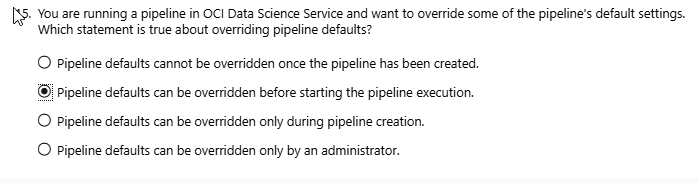 5. You are running a pipeline in OCI Data Science Service and want to override some of the pipeline's default settings.
Which statement is true about overriding pipeline defaults?
Pipeline defaults cannot be overridden once the pipeline has been created.
Pipeline defaults can be overridden before starting the pipeline execution.
Pipeline defaults can be overridden only during pipeline creation.
Pipeline defaults can be overridden only by an administrator.